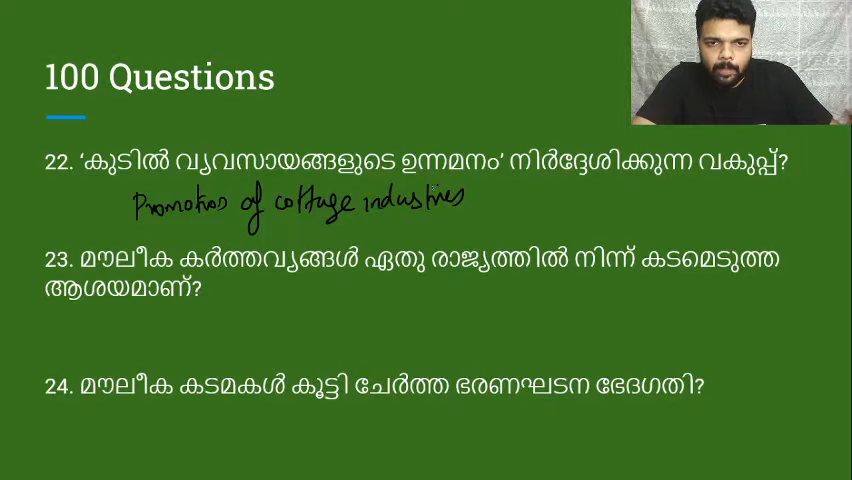 100 Questions
22. 'കുടിൽ വ്യവസായങ്ങളുടെ ഉന്നമനം' നിർദ്ദേശിക്കുന്ന വകുപ്പ്?
Promotion of cottage industries
23. മൗലീക കർത്തവ്യങ്ങൾ ഏതു രാജ്യത്തിൽ നിന്ന് കടമെടുത്ത
ആശയമാണ്?
24. മൗലീക കടമകൾ കൂട്ടി ചേർത്ത ഭരണഘടന ഭേദഗതി?